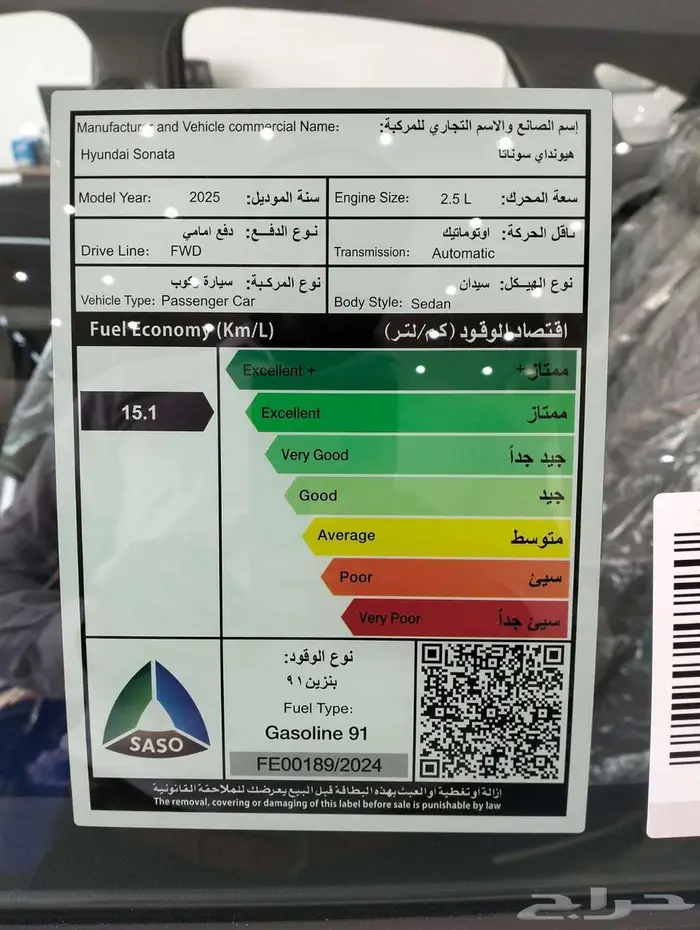 Manufacturer and Vehicle commercial Name: إسم الصانع والاسم التجاري للمركبة:
Hyundai Sonata هيونداي سوناتا
Model Year: 2025 سنة الموديل:
Engine Size: 2.5 L سعة المحرك:
نوع الدفع: دفع امامي
Drive Line: FWD
ناقل الحركة: اوتوماتيك
Transmission: Automatic
نوع المركبة: سيارة ركوب
Vehicle Type: Passenger Car
نوع الهيكل: سيدان
Body Style: Sedan
Fuel Economy (Km/L) اقتصاد الوقود (كم/لتر)
15.1
Excellent + ممتاز +
Excellent ممتاز
Very Good جيد جداً
Good جيد
Average متوسط
Poor سيئ
Very Poor سيئ جداً
SASO
نوع الوقود:
بنزين ٩١
Fuel Type:
Gasoline 91
FE00189/2024
ازالة او تغطية او العبث بهذه البطاقة قبل البيع يعرضك للملاحقة القانونية
The removal, covering or damaging of this label before sale is punishable by law
حراج